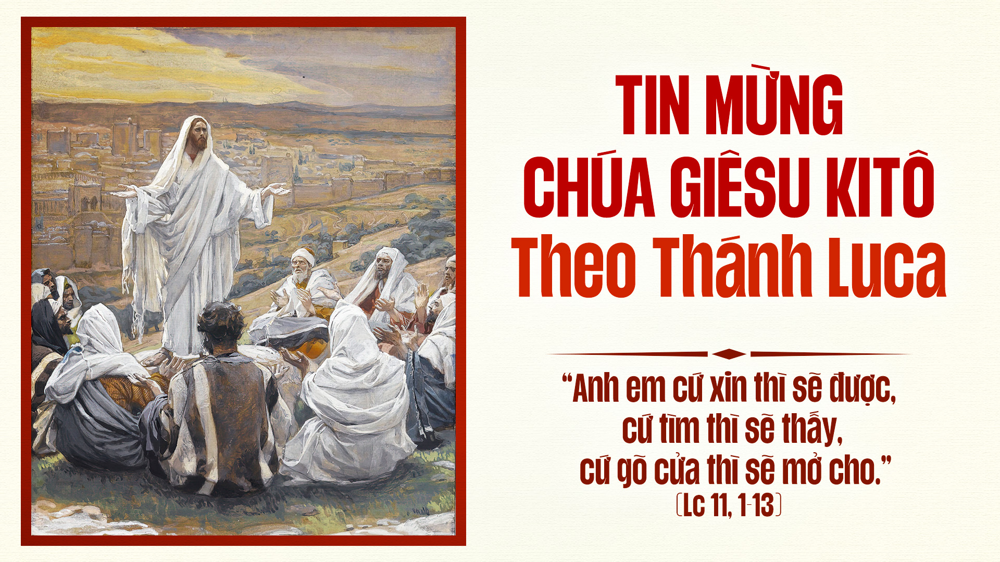 TIN MỪNG
CHÚA GIÊSU KITÔ
Theo Thánh Luca
“Anh em cứ xin thì sẽ được,
cứ tìm thì sẽ thấy,
cứ gõ cửa thì sẽ mở cho.”
(Lc 11, 1-13)